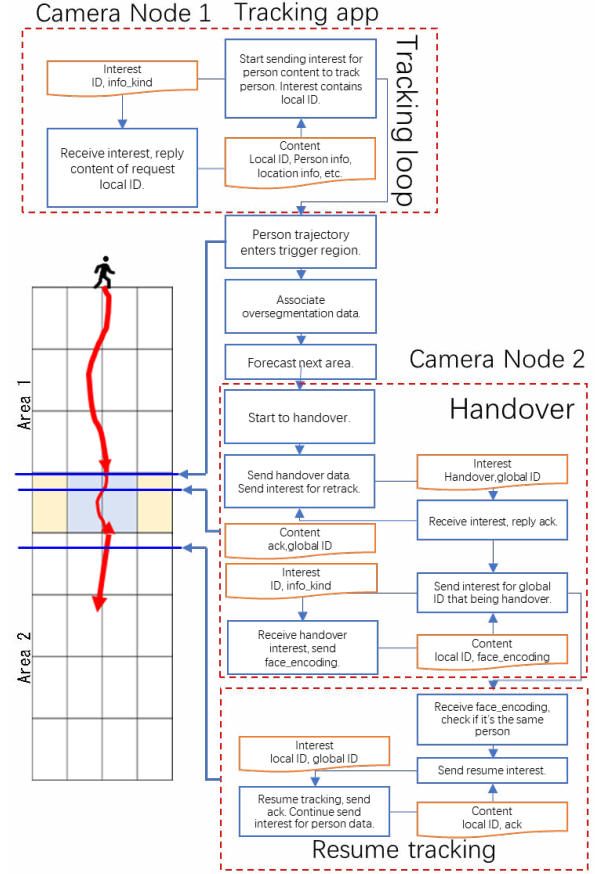 Camera Node 1
Tracking app
Interest
ID, info_kind
Start sending interest for
person content to track
person. Interest contains
local ID.
Tracking loop
Receive interest, reply
content of request
local ID.
Content
Local ID, Person info,
location info, etc.
Person trajectory
enters trigger region.
Associate
oversegmentation data.
Forecast next area.
Camera Node 2
Area 1
Handover
Start to handover.
Send handover data.
Send interest for retrack.
Interest
Handover,global ID
Receive interest, reply ack.
Content
ack,global ID
Interest
ID, info_kind
Send interest for global
ID that being handover.
Area 2
Receive handover
interest, send
face_encoding.
Content
local ID, face_encoding
Receive face_encoding,
check if it's the same
person
Interest
local ID, global ID
Send resume interest.
Resume tracking, send
ack. Continue send
interest for person data.
Content
local ID, ack
Resume tracking